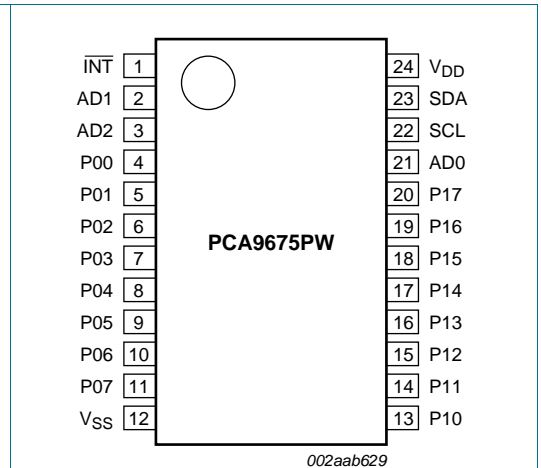 INT 1
AD1 2
AD2 3
P00 4
P01 5
P02 6
P03 7
P04 8
P05 9
P06 10
P07 11
VSS 12
PCA9675PW
24 VDD
23 SDA
22 SCL
21 AD0
20 P17
19 P16
18 P15
17 P14
16 P13
15 P12
14 P11
13 P10
002aab629